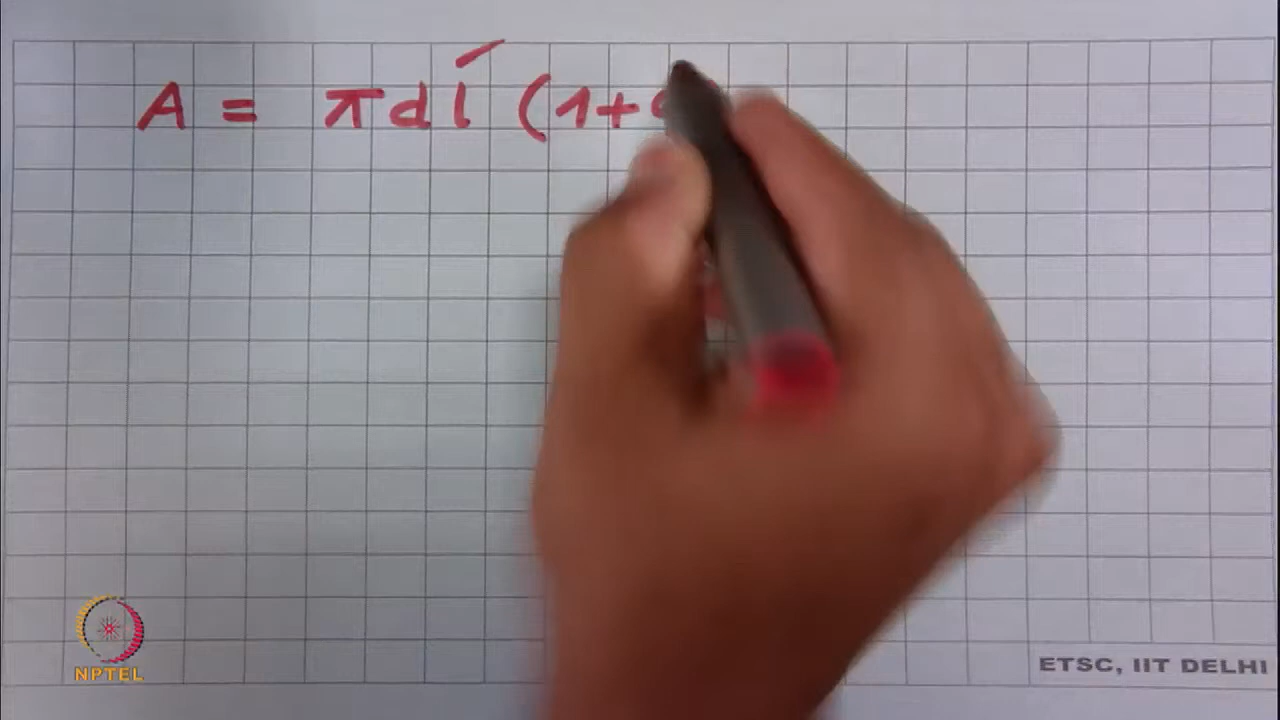 A = πdl′ (1+
NPTEL
ETSC, IIT DELHI